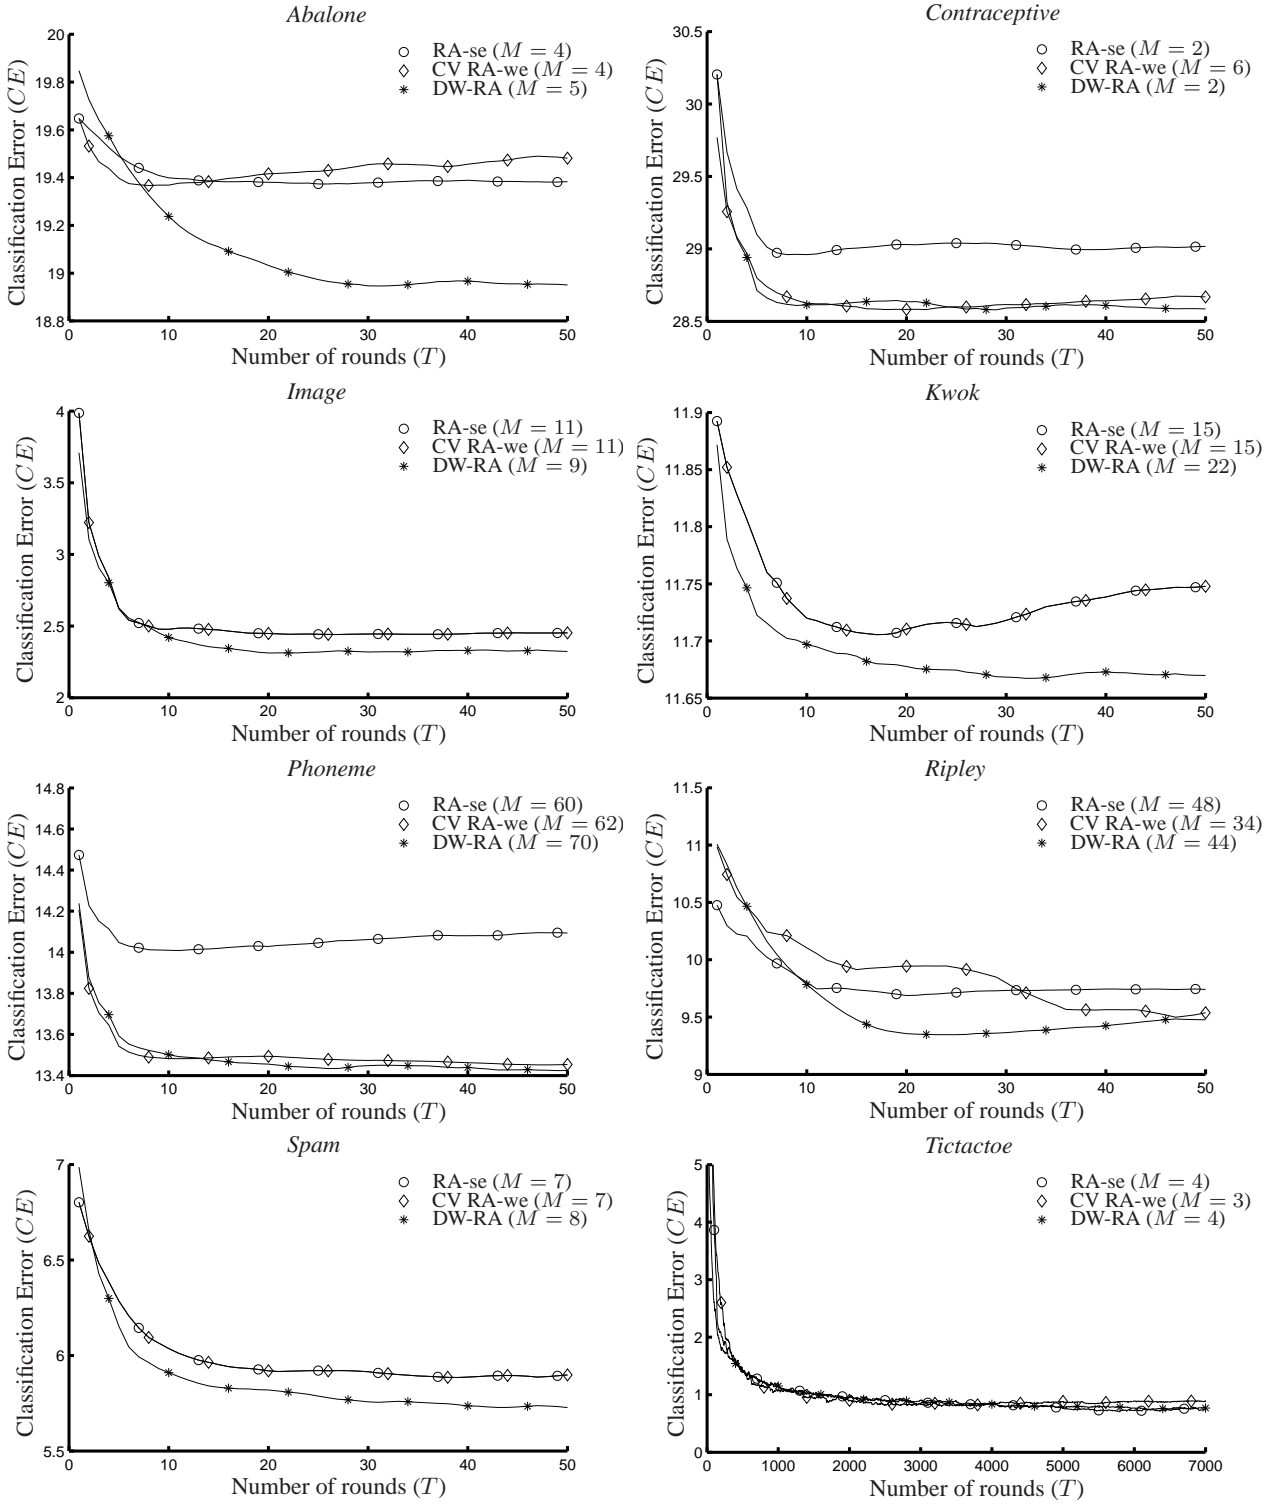 Abalone
20
19.8
19.6
19.4
19.2
19
18.8
0 10 20 30 40 50
Classification Error (CE)
Number of rounds (T)
RA-se (M = 4)
CV RA-we (M = 4)
DW-RA (M = 5)
Contraceptive
30.5
30
29.5
29
28.5
0 10 20 30 40 50
Classification Error (CE)
Number of rounds (T)
RA-se (M = 2)
CV RA-we (M = 6)
DW-RA (M = 2)
Image
4
3.5
3
2.5
2
0 10 20 30 40 50
Classification Error (CE)
Number of rounds (T)
RA-se (M = 11)
CV RA-we (M = 11)
DW-RA (M = 9)
Kwok
11.9
11.85
11.8
11.75
11.7
11.65
0 10 20 30 40 50
Classification Error (CE)
Number of rounds (T)
RA-se (M = 15)
CV RA-we (M = 15)
DW-RA (M = 22)
Phoneme
14.8
14.6
14.4
14.2
14
13.8
13.6
13.4
0 10 20 30 40 50
Classification Error (CE)
Number of rounds (T)
RA-se (M = 60)
CV RA-we (M = 62)
DW-RA (M = 70)
Ripley
11.5
11
10.5
10
9.5
9
0 10 20 30 40 50
Classification Error (CE)
Number of rounds (T)
RA-se (M = 48)
CV RA-we (M = 34)
DW-RA (M = 44)
Spam
7
6.5
6
5.5
0 10 20 30 40 50
Classification Error (CE)
Number of rounds (T)
RA-se (M = 7)
CV RA-we (M = 7)
DW-RA (M = 8)
Tictactoe
5
4
3
2
1
0
0 1000 2000 3000 4000 5000 6000 7000
Classification Error (CE)
Number of rounds (T)
RA-se (M = 4)
CV RA-we (M = 3)
DW-RA (M = 4)